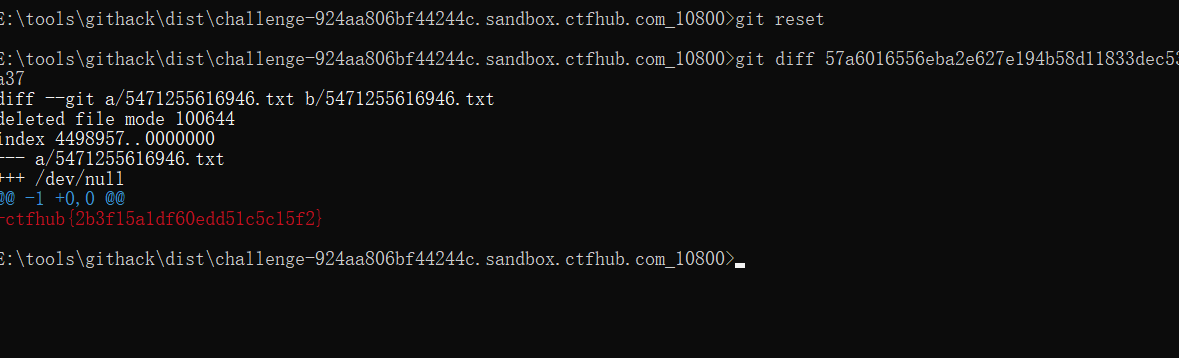 E:\tools\githack\dist\challenge-924aa806bf44244c.sandbox.ctfhub.com_10800>git reset
E:\tools\githack\dist\challenge-924aa806bf44244c.sandbox.ctfhub.com_10800>git diff 57a6016556eba2e627e194b58d11833dec53
a37
diff --git a/5471255616946.txt b/5471255616946.txt
deleted file mode 100644
index 4498957..0000000
--- a/5471255616946.txt
+++ /dev/null
@@ -1 +0,0 @@
-ctfhub{2b3f15a1df60edd51c5c15f2}
E:\tools\githack\dist\challenge-924aa806bf44244c.sandbox.ctfhub.com_10800>